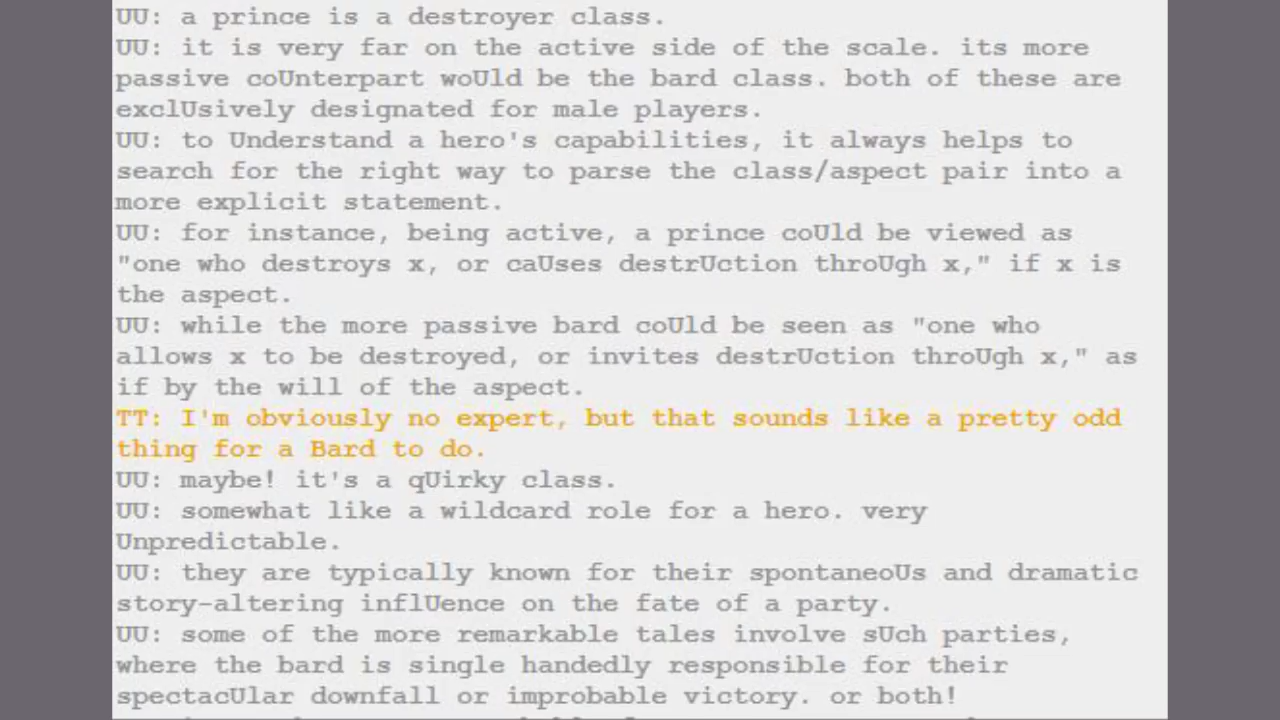 UU: a prince is a destroyer class.
UU: it is very far on the active side of the scale. its more
passive coUnterpart woUld be the bard class. both of these are
exclUsively designated for male players.
UU: to Understand a hero's capabilities, it always helps to
search for the right way to parse the class/aspect pair into a
more explicit statement.
UU: for instance, being active, a prince coUld be viewed as
"one who destroys x, or caUses destrUction throUgh x," if x is
the aspect.
UU: while the more passive bard coUld be seen as "one who
allows x to be destroyed, or invites destrUction throUgh x," as
if by the will of the aspect.
TT: I'm obviously no expert, but that sounds like a pretty odd
thing for a Bard to do.
UU: maybe! it's a qUirky class.
UU: somewhat like a wildcard role for a hero. very
Unpredictable.
UU: they are typically known for their spontaneoUs and dramatic
story-altering inflUence on the fate of a party.
UU: some of the more remarkable tales involve sUch parties,
where the bard is single handedly responsible for their
spectacUlar downfall or improbable victory. or both!